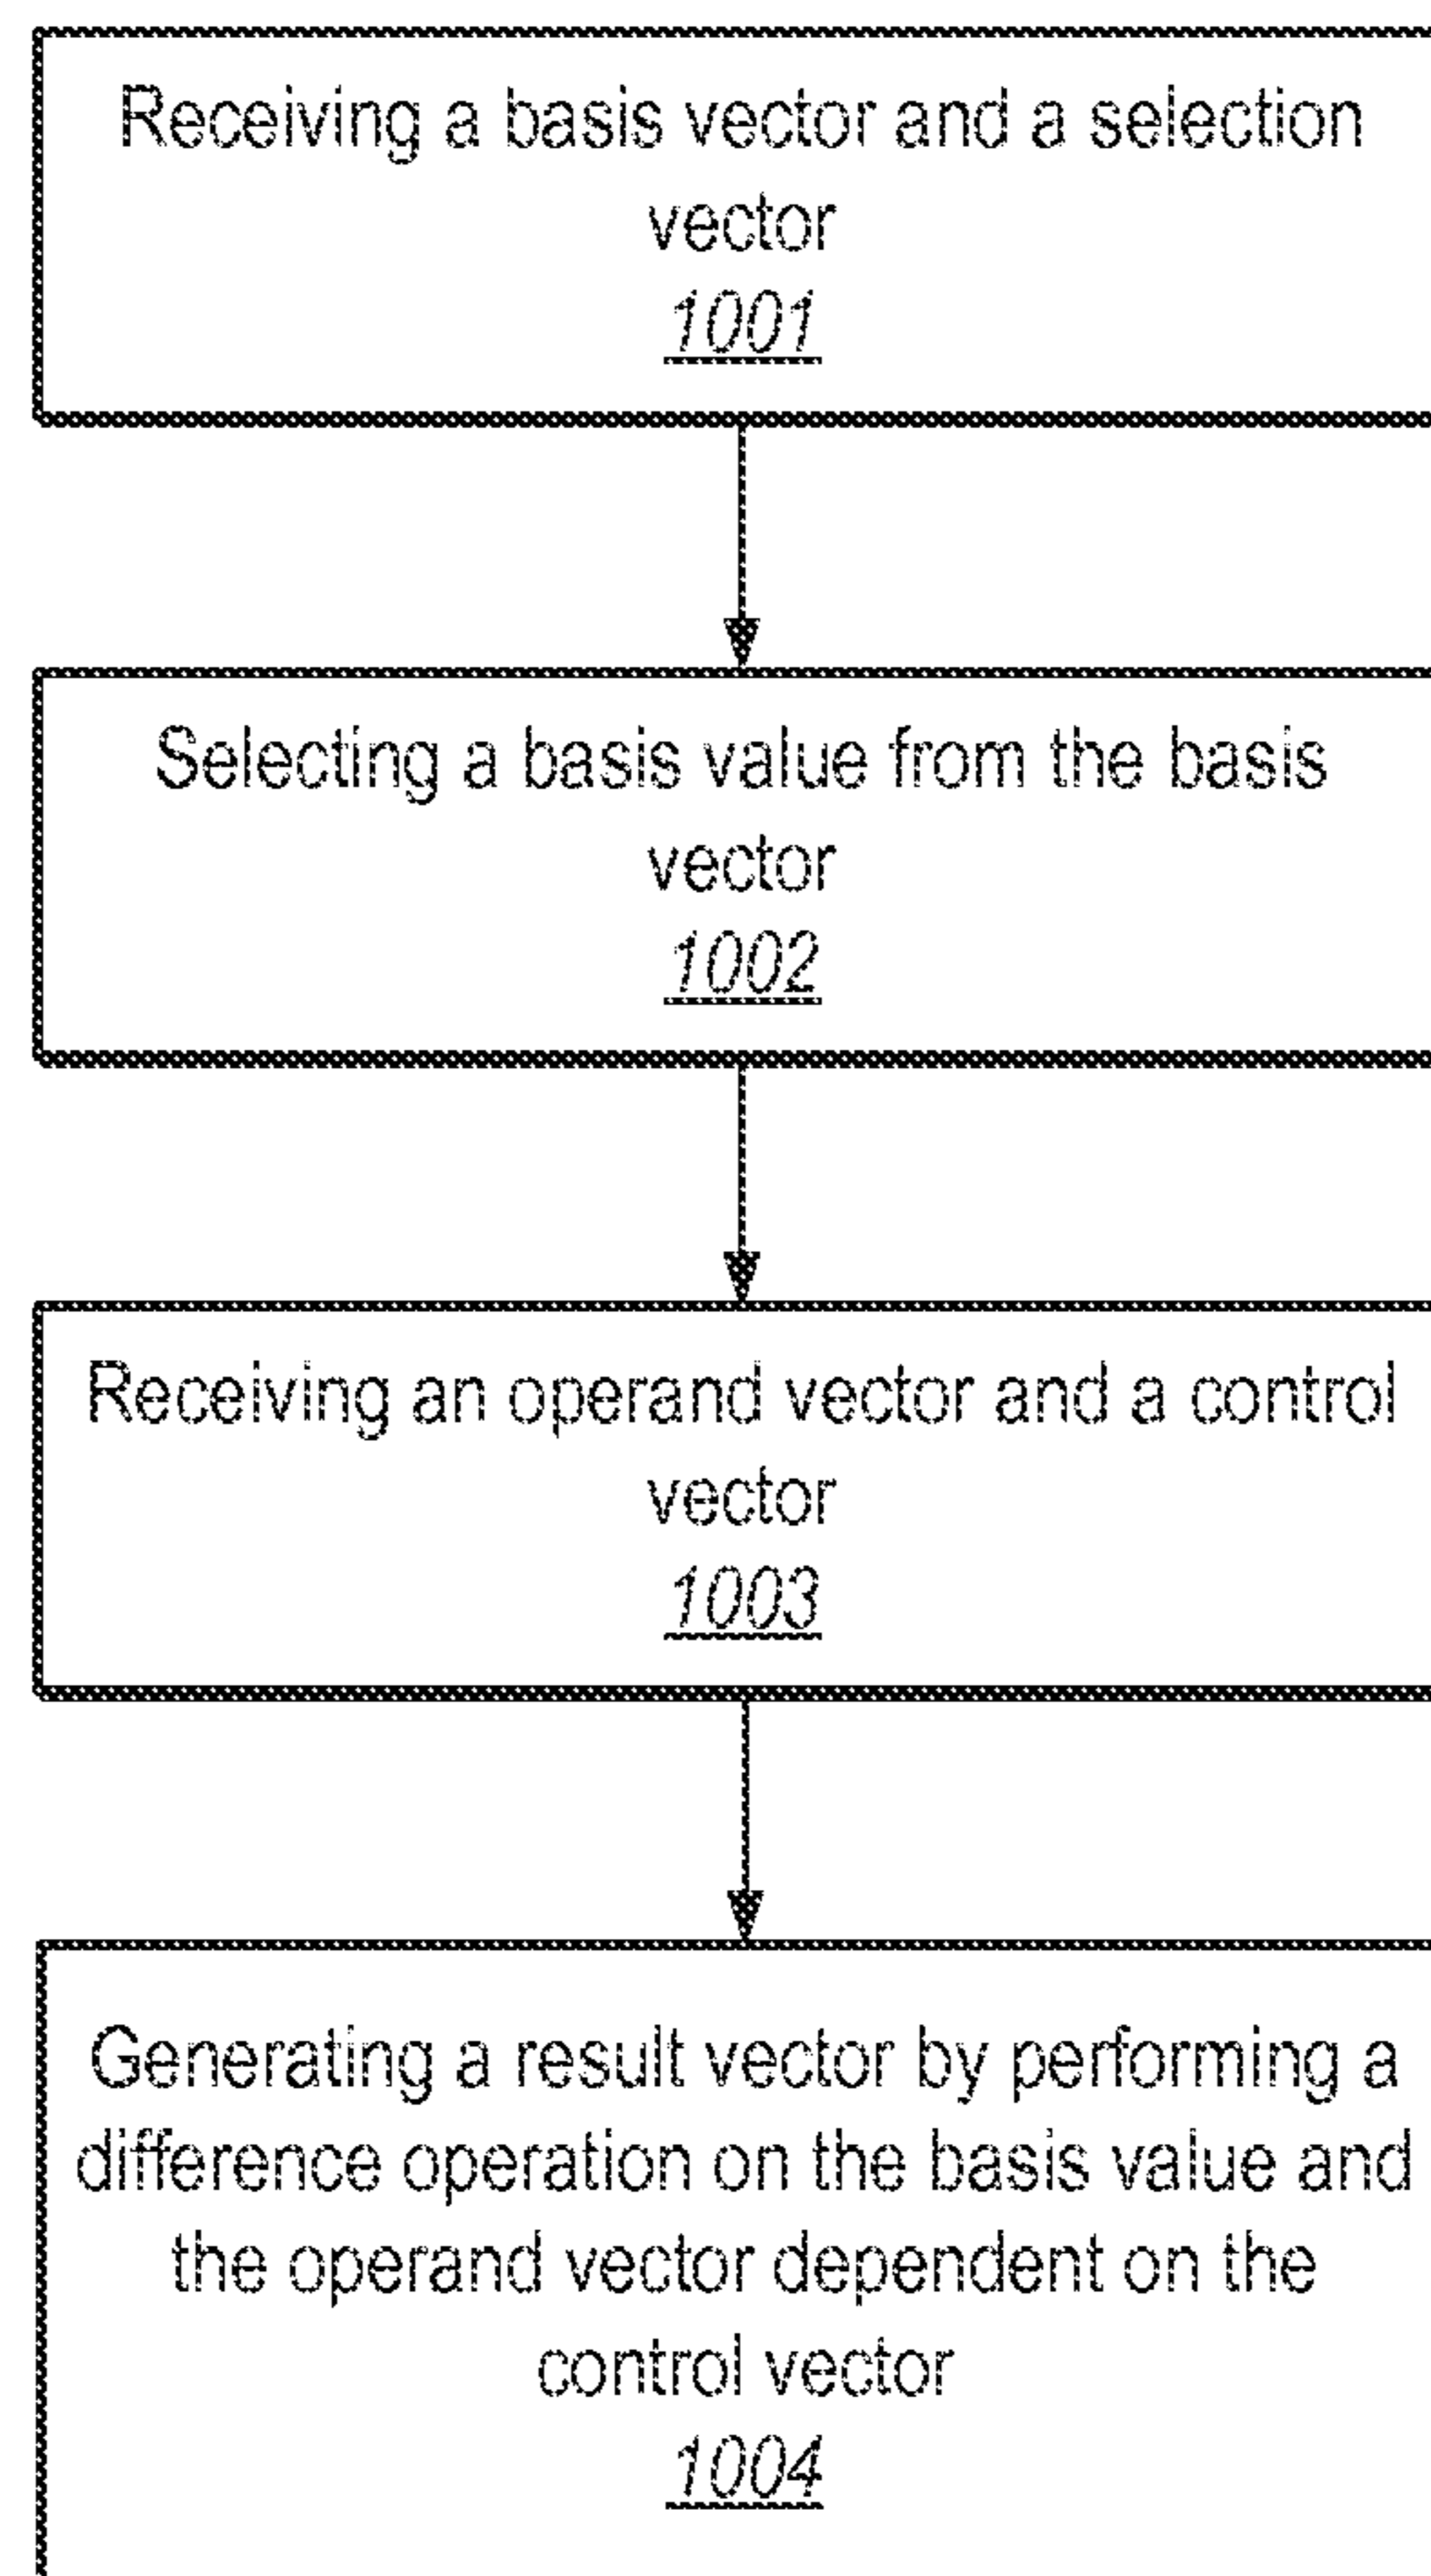 Receiving a basis vector and a selection
vector
1001
Selecting a basis value from the basis
vector
1002
Receiving an operand vector and a control
vector
1003
Generating a result vector by performing a
difference operation on the basis value and
the operand vector dependent on the
control vector
1004